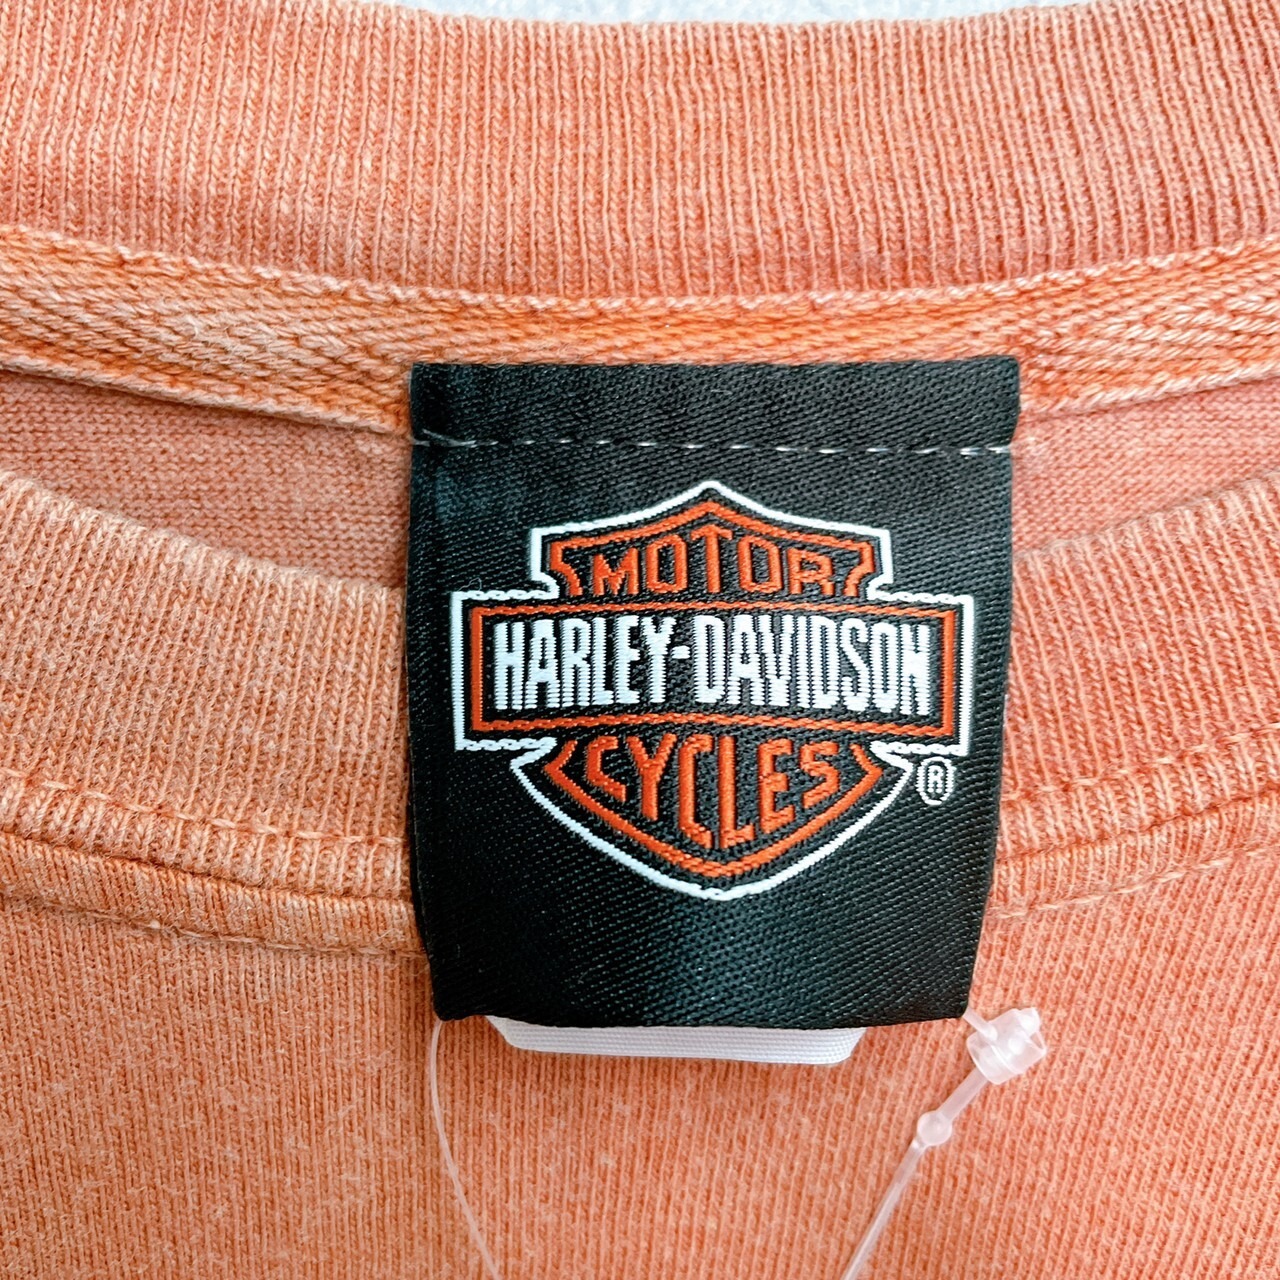 MOTOR
HARLEY-DAVIDSON
CYCLES
®